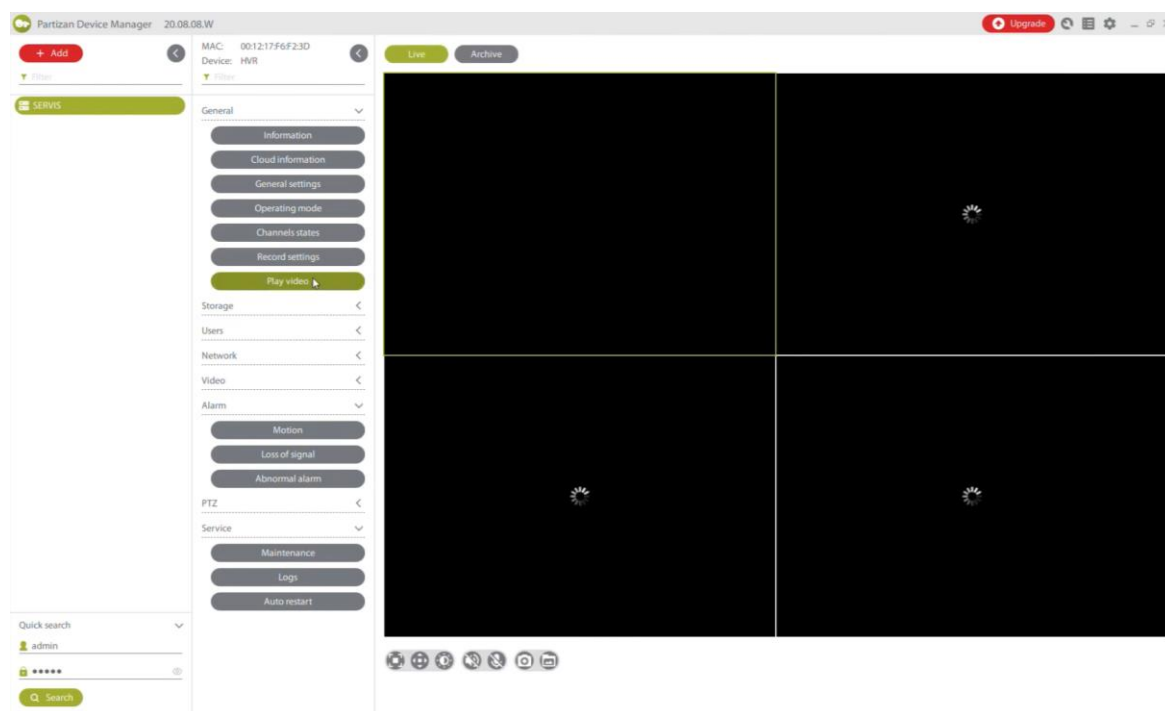 Partizan Device Manager 20.08.08.W
Upgrade
+ Add
Filter
SERVIS
MAC: 00:12:17:F6:F2:3D
Device: HVR
Filter
General
Information
Cloud information
General settings
Operating mode
Channels states
Record settings
Play video
Storage
Users
Network
Video
Alarm
Motion
Loss of signal
Abnormal alarm
PTZ
Service
Maintenance
Logs
Auto restart
Live Archive
Quick search
admin
•••••
Search